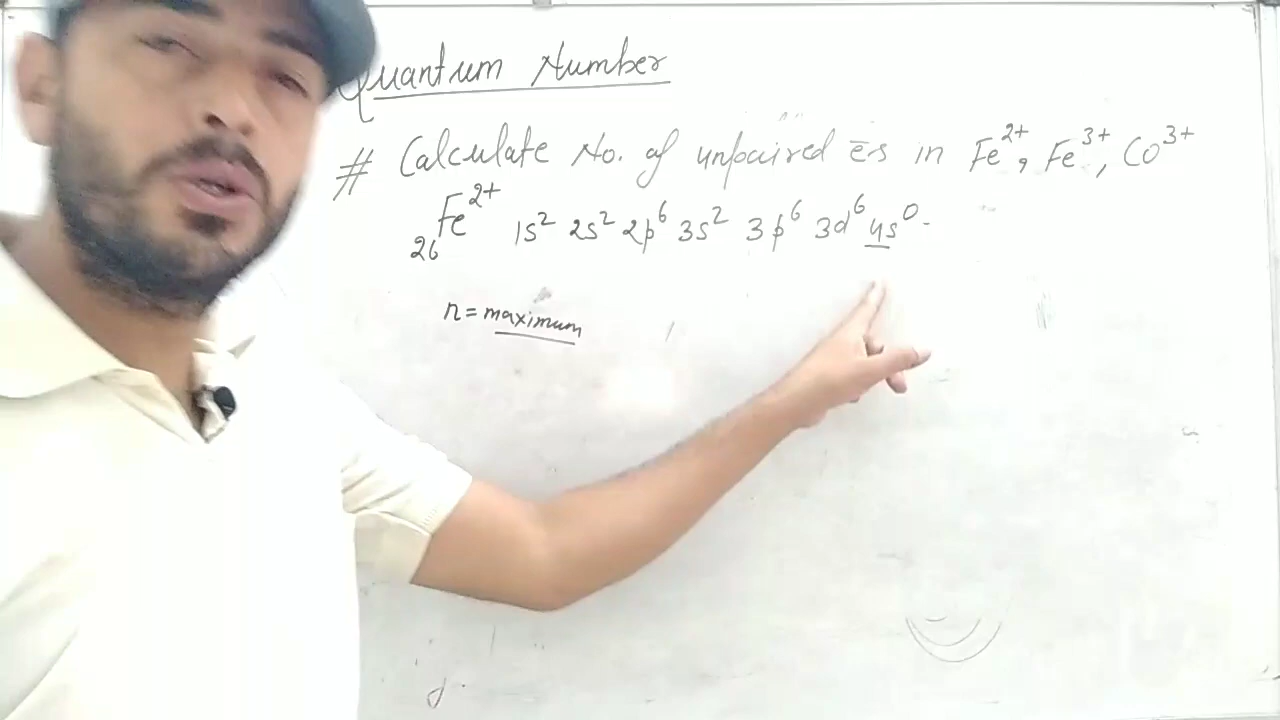 Quantum Number
# Calculate No. of unpaired e̅s in Fe²⁺, Fe³⁺, Co³⁺
₂₆Fe²⁺ 1s² 2s² 2p⁶ 3s² 3p⁶ 3d⁶ 4s⁰
n = maximum